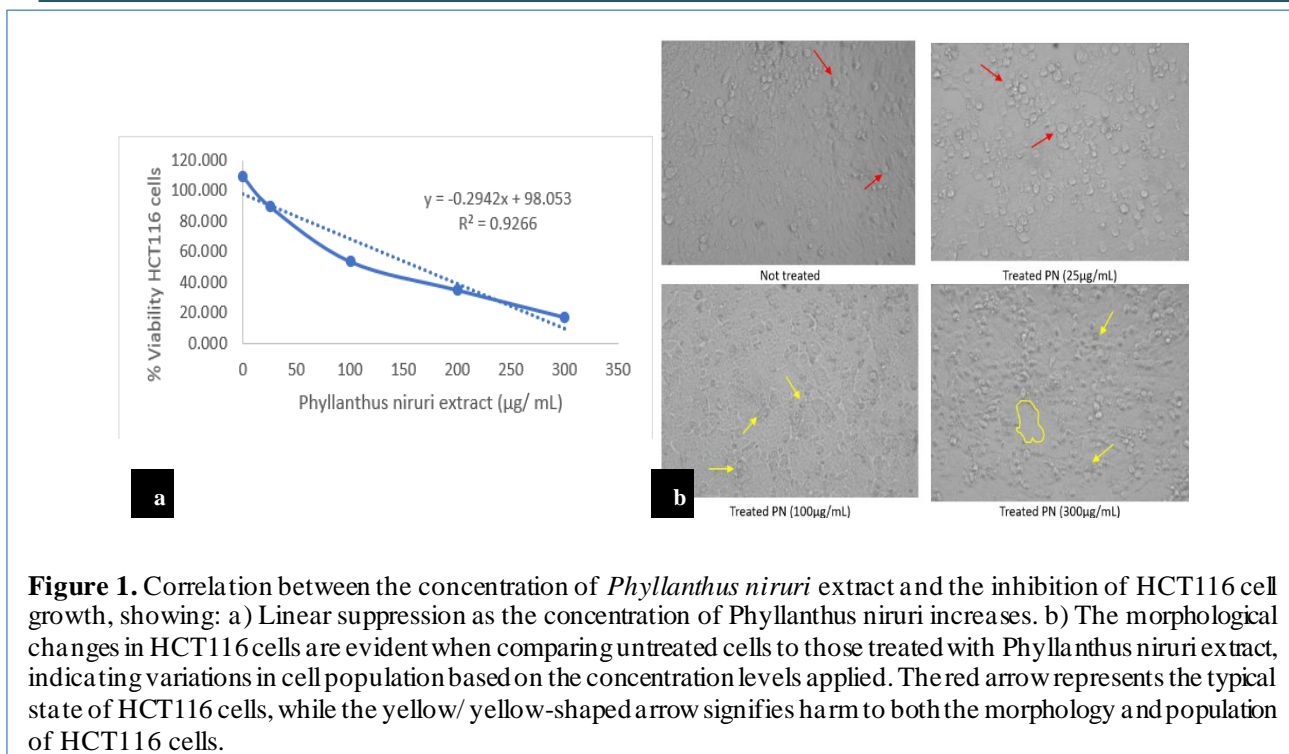 120.000
100.000
80.000
60.000
40.000
20.000
0.000
% Viability HCT116 cells
y = -0.2942x + 98.053
R² = 0.9266
0 50 100 150 200 250 300 350
Phyllanthus niruri extract (µg/ mL)
a
Not treated
Treated PN (25µg/mL)
b
Treated PN (100µg/mL)
Treated PN (300µg/mL)
Figure 1. Correlation between the concentration of Phyllanthus niruri extract and the inhibition of HCT116 cell
growth, showing: a) Linear suppression as the concentration of Phyllanthus niruri increases. b) The morphological
changes in HCT116 cells are evident when comparing untreated cells to those treated with Phyllanthus niruri extract,
indicating variations in cell population based on the concentration levels applied. The red arrow represents the typical
state of HCT116 cells, while the yellow/ yellow-shaped arrow signifies harm to both the morphology and population
of HCT116 cells.